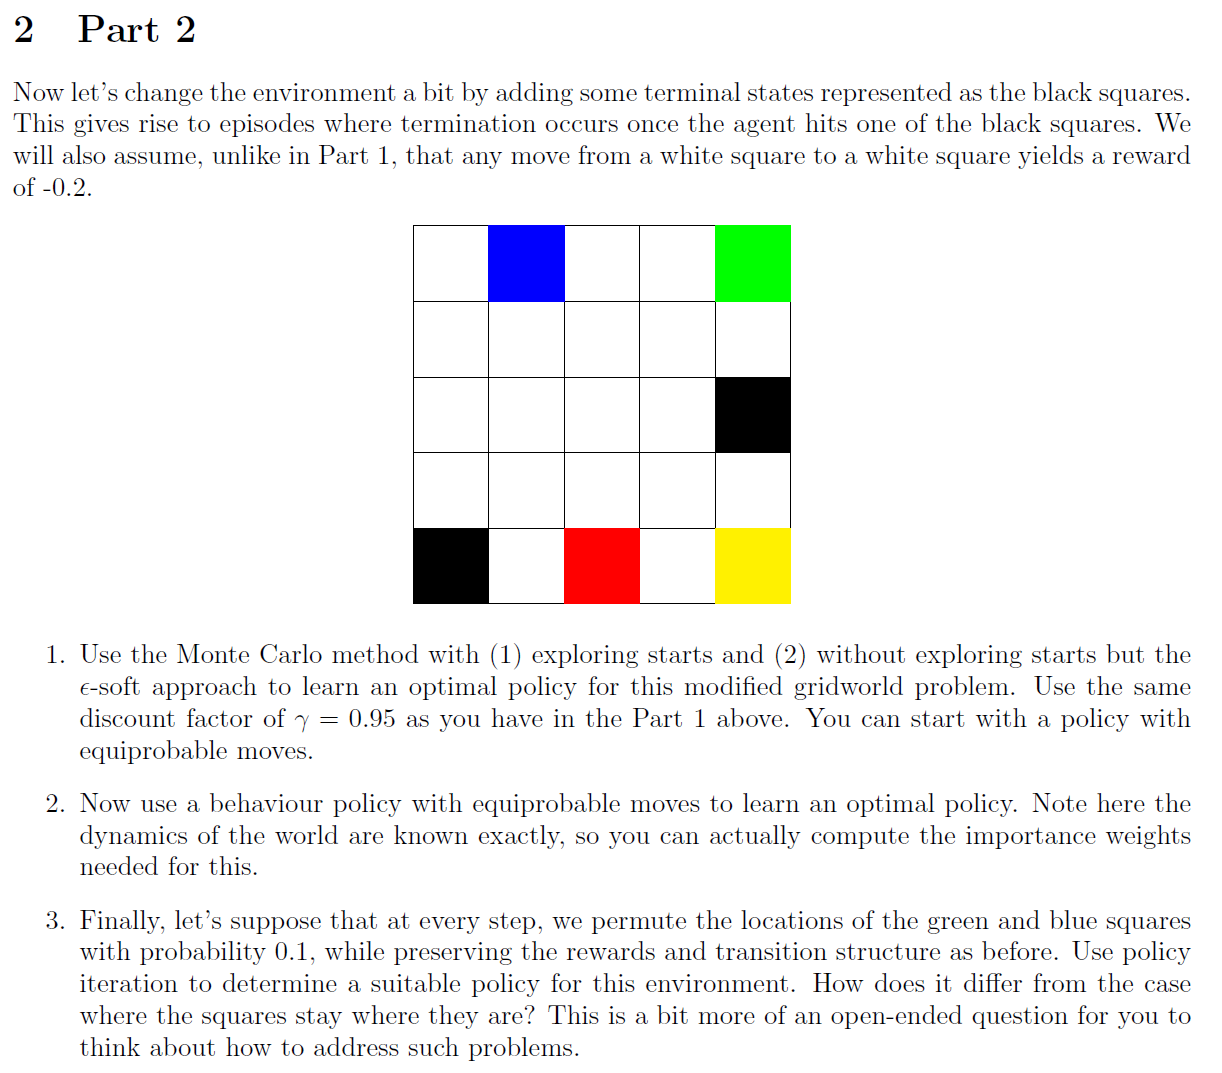 2 Part 2
Now let's change the environment a bit by adding some terminal states represented as the black squares.
This gives rise to episodes where termination occurs once the agent hits one of the black squares. We
will also assume, unlike in Part 1, that any move from a white square to a white square yields a reward
of -0.2.
1. Use the Monte Carlo method with (1) exploring starts and (2) without exploring starts but the
ϵ-soft approach to learn an optimal policy for this modified gridworld problem. Use the same
discount factor of γ = 0.95 as you have in the Part 1 above. You can start with a policy with
equiprobable moves.
2. Now use a behaviour policy with equiprobable moves to learn an optimal policy. Note here the
dynamics of the world are known exactly, so you can actually compute the importance weights
needed for this.
3. Finally, let's suppose that at every step, we permute the locations of the green and blue squares
with probability 0.1, while preserving the rewards and transition structure as before. Use policy
iteration to determine a suitable policy for this environment. How does it differ from the case
where the squares stay where they are? This is a bit more of an open-ended question for you to
think about how to address such problems.